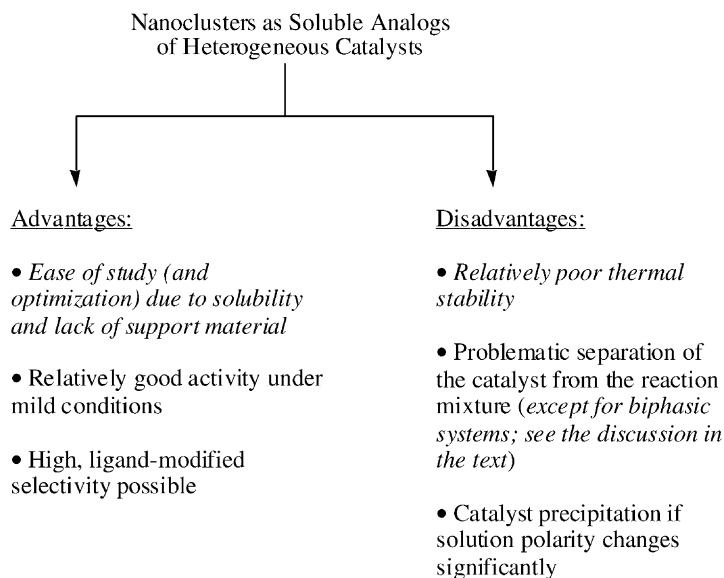 Nanoclusters as Soluble Analogs
of Heterogeneous Catalysts
Advantages:
• Ease of study (and
optimization) due to solubility
and lack of support material
• Relatively good activity under
mild conditions
• High, ligand-modified
selectivity possible
Disadvantages:
• Relatively poor thermal
stability
• Problematic separation of
the catalyst from the reaction
mixture (except for biphasic
systems; see the discussion in
the text)
• Catalyst precipitation if
solution polarity changes
significantly